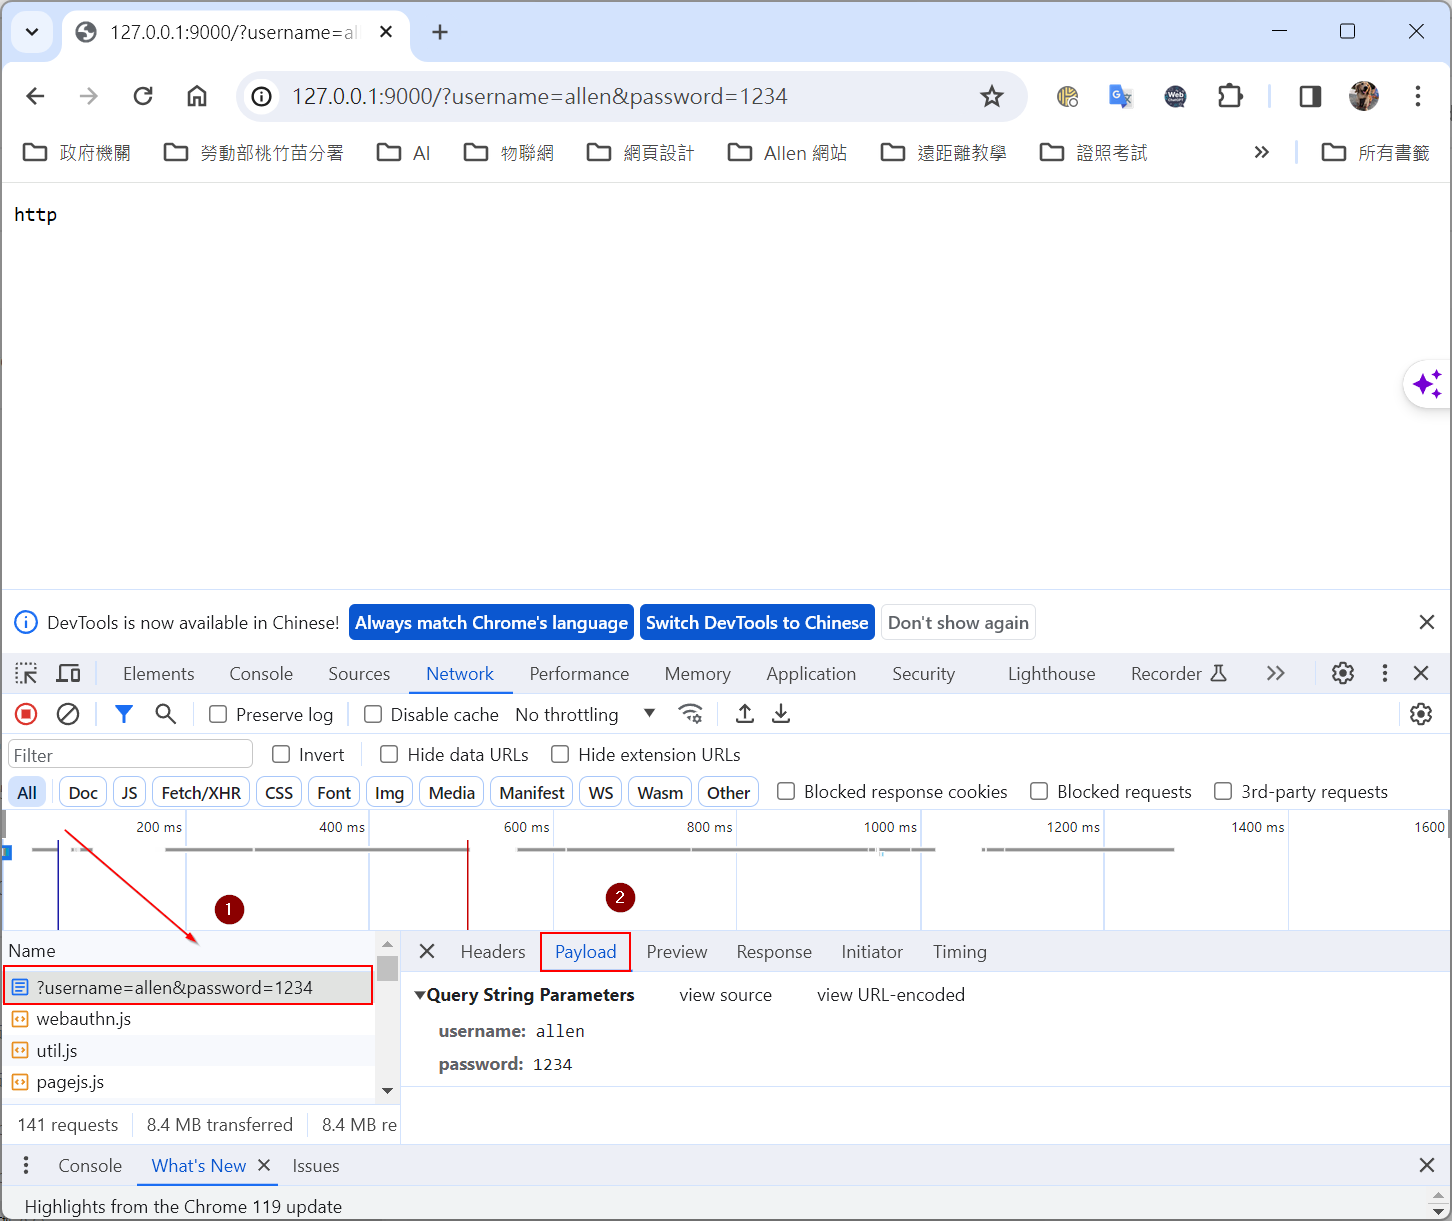 127.0.0.1:9000/?username=al
127.0.0.1:9000/?username=allen&password=1234
政府機關 勞動部桃竹苗分署 AI 物聯網 網頁設計 Allen 網站 遠距離教學 證照考試 所有書籤
http
DevTools is now available in Chinese! Always match Chrome's language Switch DevTools to Chinese Don't show again
Elements Console Sources Network Performance Memory Application Security Lighthouse Recorder
Preserve log Disable cache No throttling
Filter Invert Hide data URLs Hide extension URLs
All Doc JS Fetch/XHR CSS Font Img Media Manifest WS Wasm Other Blocked response cookies Blocked requests 3rd-party requests
200 ms 400 ms 600 ms 800 ms 1000 ms 1200 ms 1400 ms 1600
1 2
Name Headers Payload Preview Response Initiator Timing
?username=allen&password=1234 Query String Parameters view source view URL-encoded
webauthn.js username: allen
util.js password: 1234
pagejs.js
141 requests 8.4 MB transferred 8.4 MB re
Console What's New Issues
Highlights from the Chrome 119 update